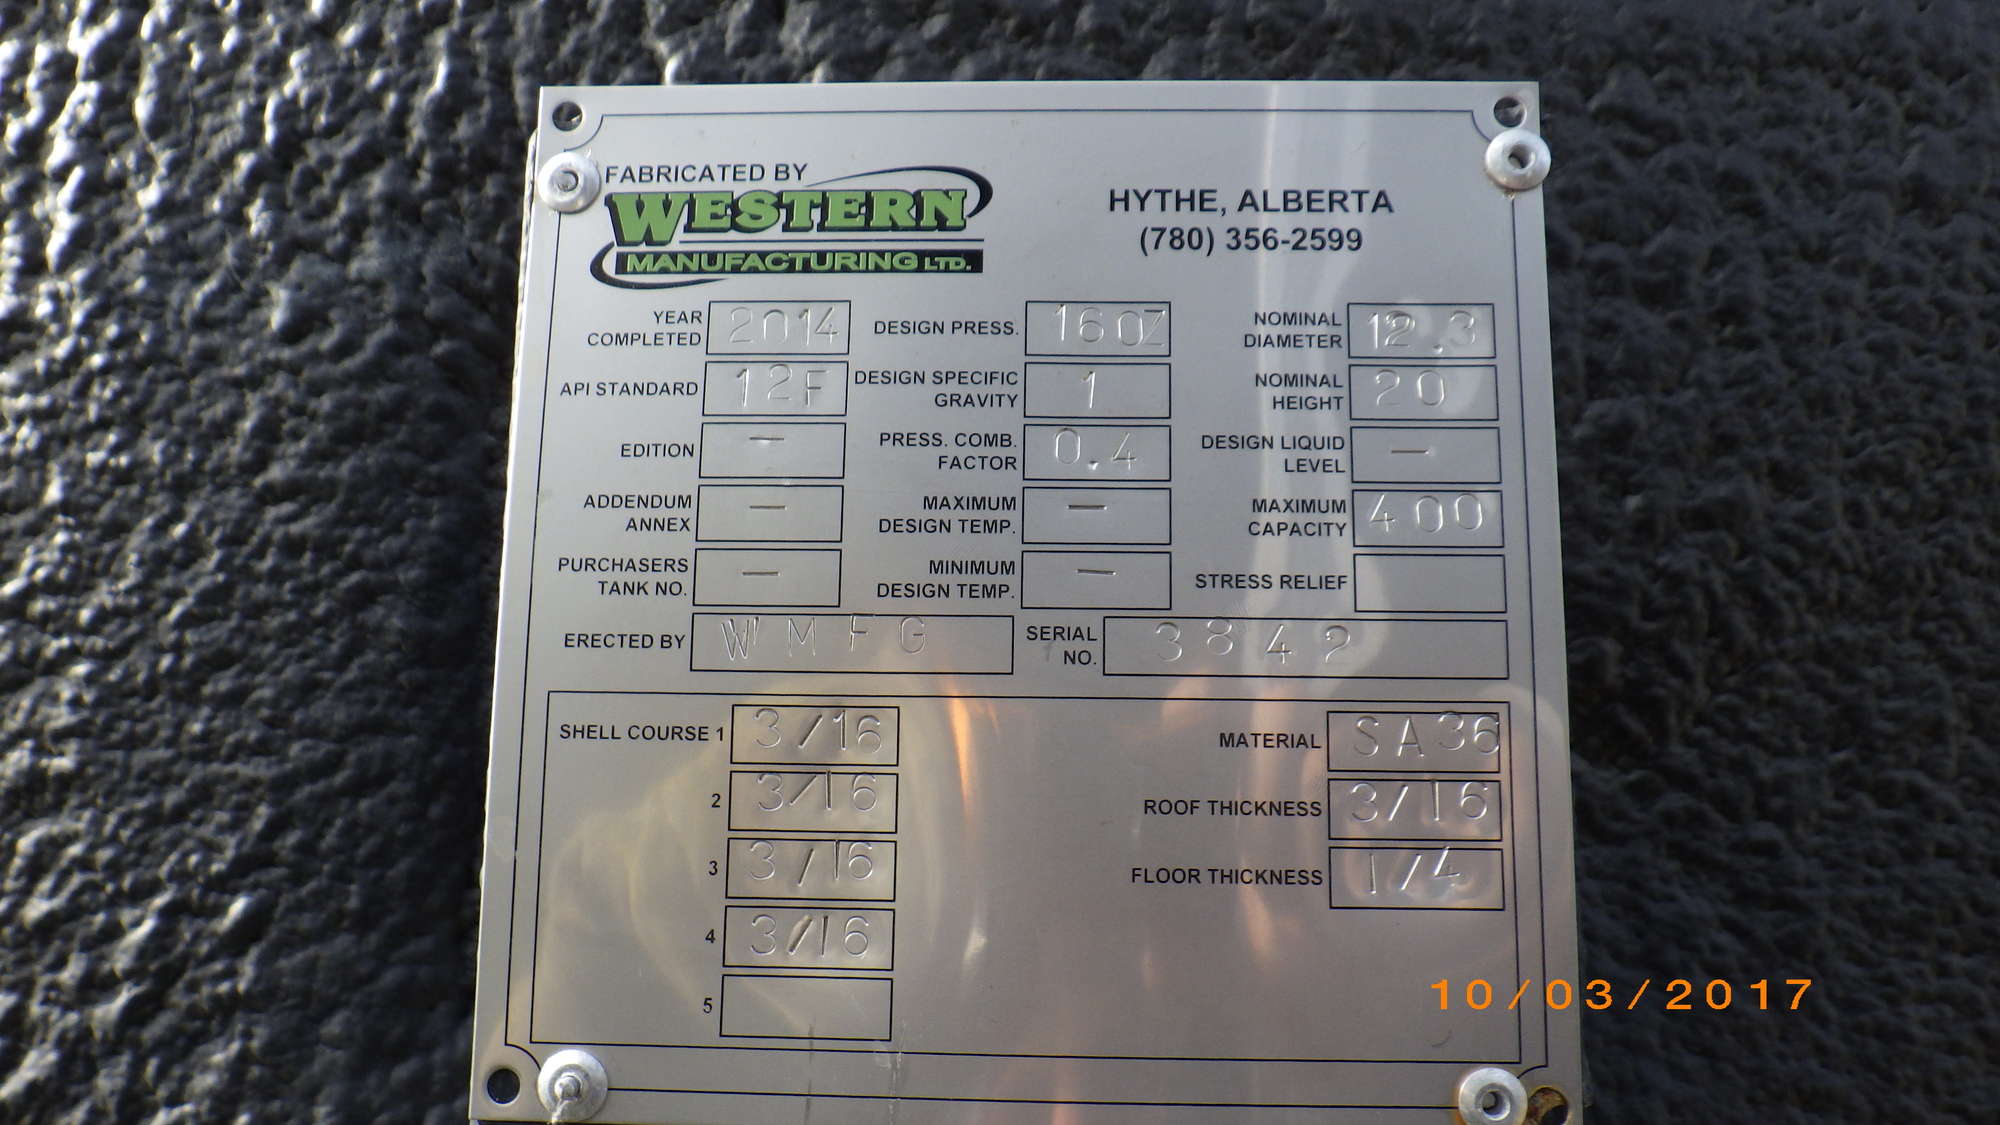 FABRICATED BY
WESTERN
MANUFACTURING LTD.
HYTHE, ALBERTA
(780) 356-2599
YEAR COMPLETED 2014 DESIGN PRESS. 16 OZ NOMINAL DIAMETER 12.3
API STANDARD 12F DESIGN SPECIFIC GRAVITY 1 NOMINAL HEIGHT 20
EDITION — PRESS. COMB. FACTOR 0.4 DESIGN LIQUID LEVEL —
ADDENDUM ANNEX — MAXIMUM DESIGN TEMP. — MAXIMUM CAPACITY 400
PURCHASERS TANK NO. — MINIMUM DESIGN TEMP. — STRESS RELIEF
ERECTED BY WMFG SERIAL NO. 3842
SHELL COURSE 1 3/16 MATERIAL SA36
2 3/16 ROOF THICKNESS 3/16
3 3/16 FLOOR THICKNESS 1/4
4 3/16
5
10/03/2017